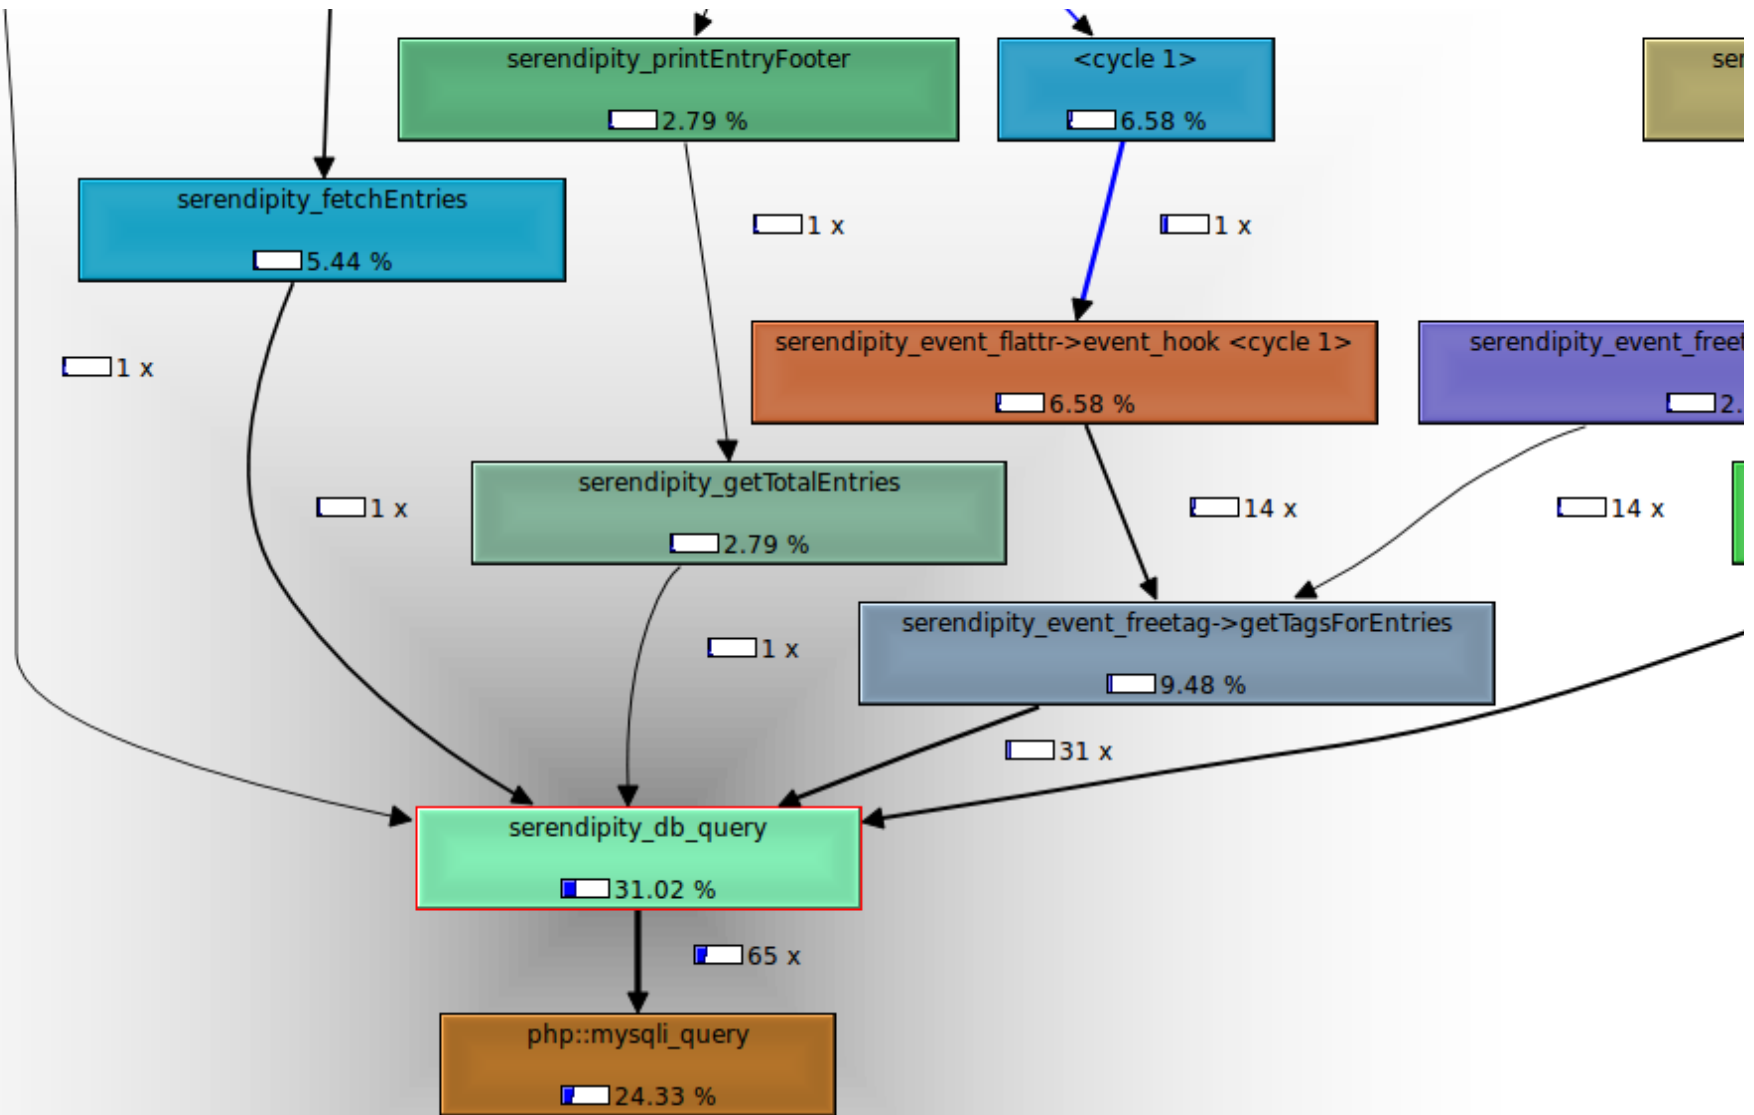 serendipity_printEntryFooter
2.79 %
<cycle 1>
6.58 %
serendipity_fetchEntries
5.44 %
1 x
1 x
serendipity_event_flattr->event_hook <cycle 1>
6.58 %
1 x
1 x
serendipity_getTotalEntries
2.79 %
14 x
14 x
serendipity_event_freetag->getTagsForEntries
9.48 %
1 x
31 x
serendipity_db_query
31.02 %
65 x
php::mysqli_query
24.33 %